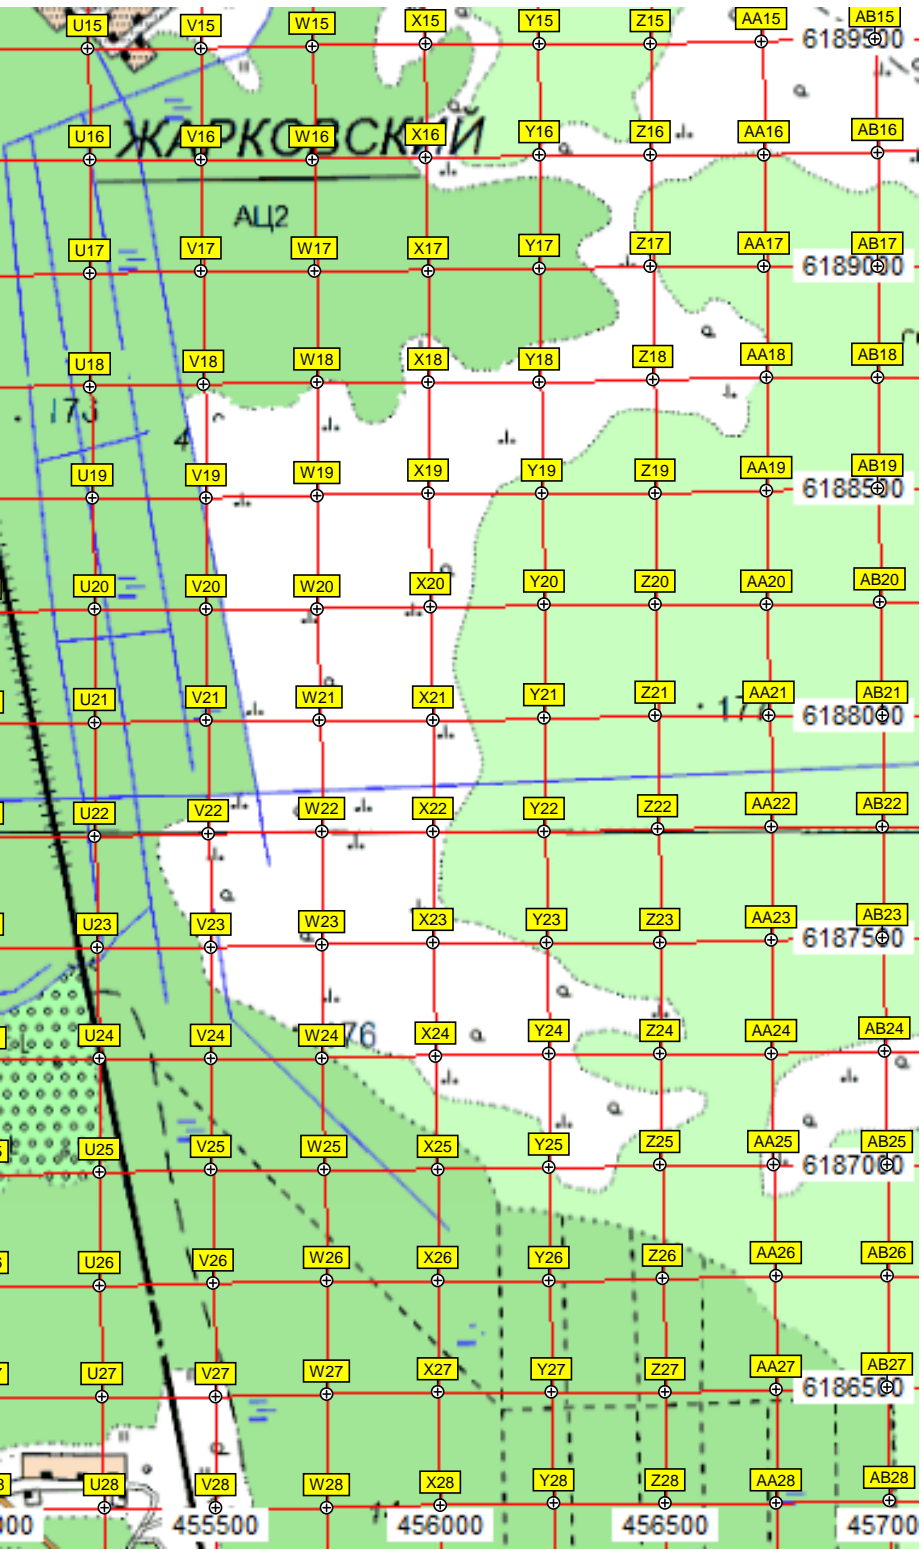 U15 V15 W15 X15 Y15 Z15 AA15 AB15
6189500
ЖАРКОВСКИЙ
U16 V16 W16 X16 Y16 Z16 AA16 AB16
АЦ2
U17 V17 W17 X17 Y17 Z17 AA17 AB17
6189000
U18 V18 W18 X18 Y18 Z18 AA18 AB18
173
4
U19 V19 W19 X19 Y19 Z19 AA19 AB19
6188500
U20 V20 W20 X20 Y20 Z20 AA20 AB20
U21 V21 W21 X21 Y21 Z21 AA21 AB21
6188000
U22 V22 W22 X22 Y22 Z22 AA22 AB22
U23 V23 W23 X23 Y23 Z23 AA23 AB23
6187500
U24 V24 W24 76 X24 Y24 Z24 AA24 AB24
U25 V25 W25 X25 Y25 Z25 AA25 AB25
6187000
U26 V26 W26 X26 Y26 Z26 AA26 AB26
U27 V27 W27 X27 Y27 Z27 AA27 AB27
6186500
U28 V28 W28 X28 Y28 Z28 AA28 AB28
000 455500 456000 456500 45700